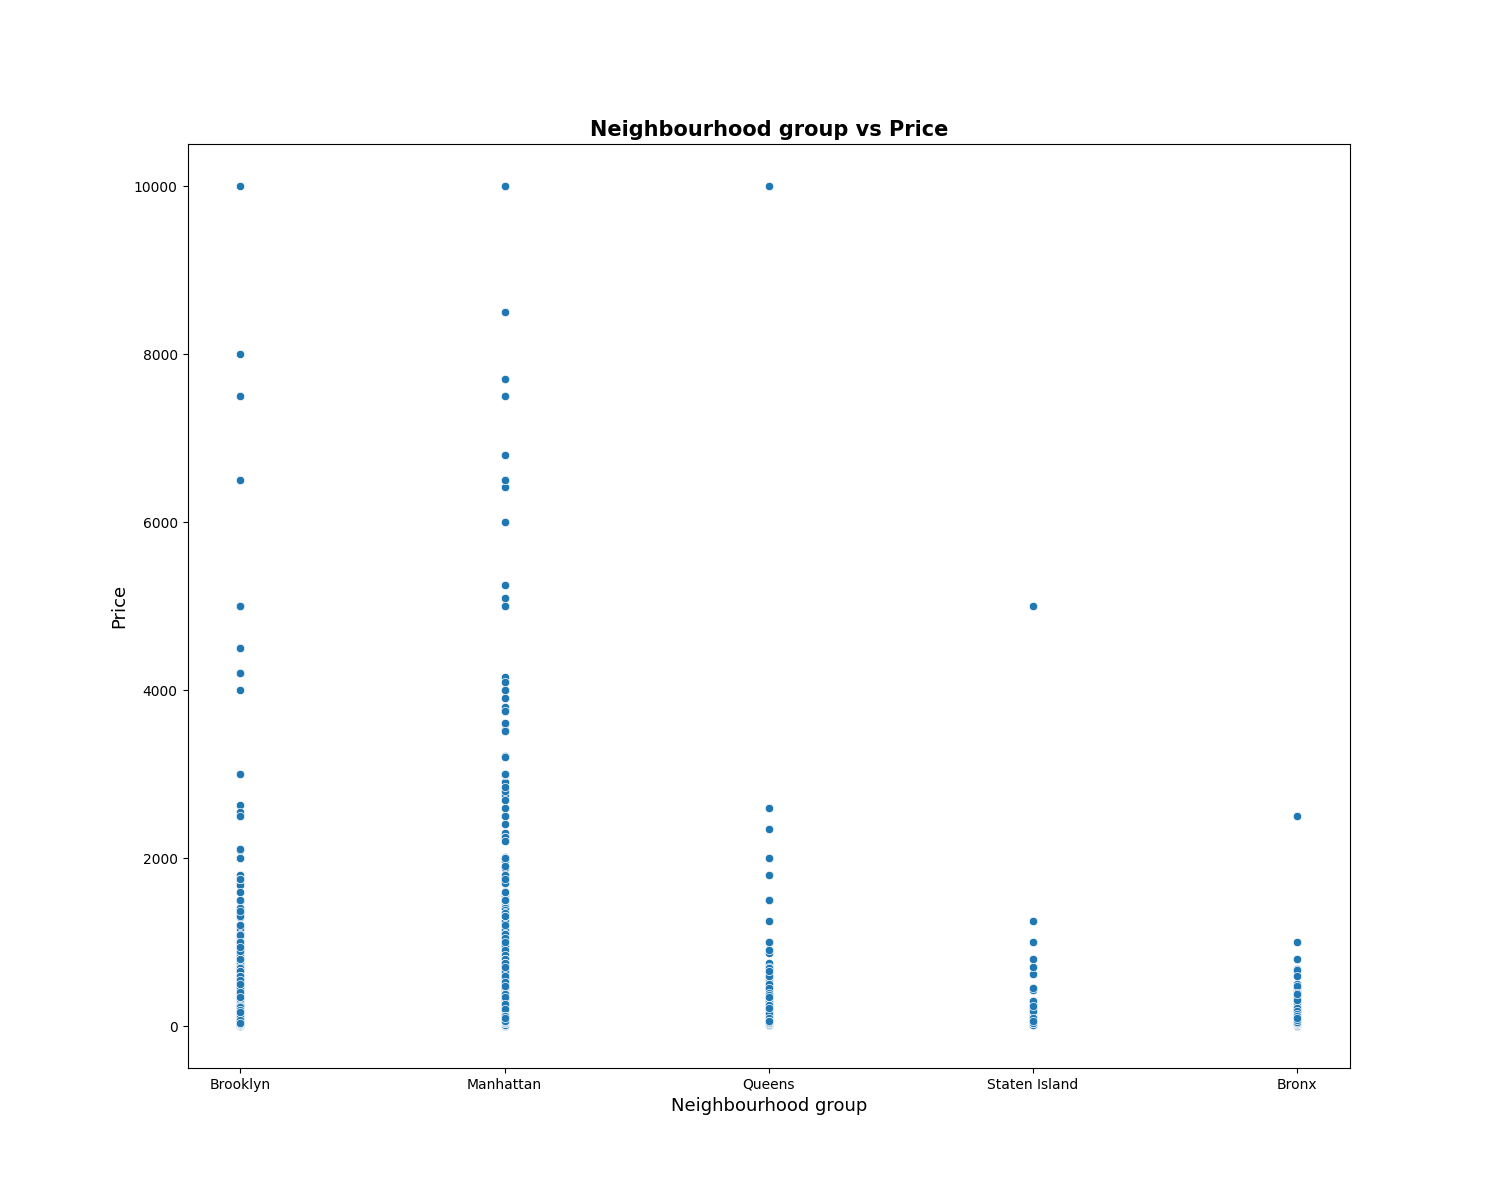 Neighbourhood group vs Price
10000
8000
6000
4000
2000
0
Price
Brooklyn
Manhattan
Queens
Staten Island
Bronx
Neighbourhood group